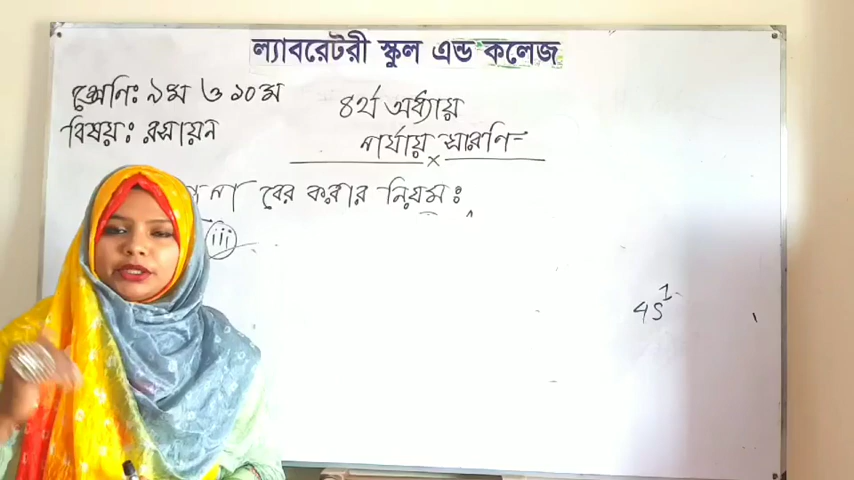 ল্যাবরেটরী স্কুল এন্ড কলেজ
শ্রেণিঃ ৯ম ও ১০ম
বিষয়ঃ রসায়ন
৪র্থ অধ্যায়
পর্যায় সারণি
বের করার নিয়মঃ
iii
4S¹